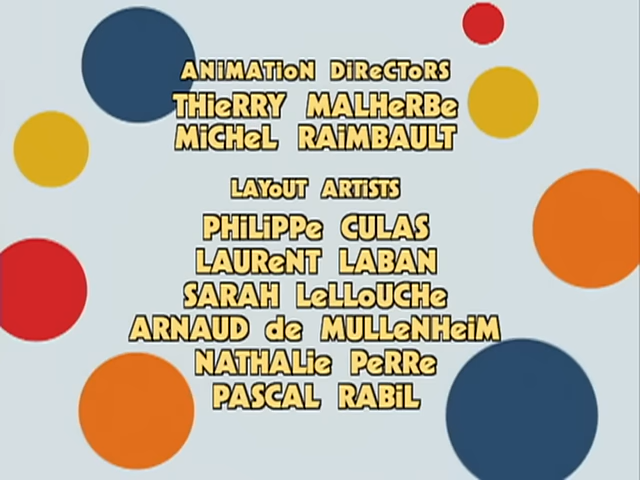 ANiMATioN DiReCToRS
THieRRY MALHeRBe
MiCHeL RAiMBAULT
LAYoUT ARTiSTS
PHiLiPPe CULAS
LAUReNT LABAN
SARAH LeLLoUCHe
ARNAUD de MULLeNHeiM
NATHALie PeRRe
PASCAL RABiL